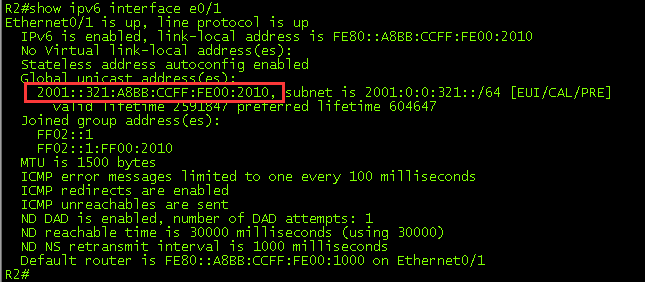 R2#show ipv6 interface e0/1
Ethernet0/1 is up, line protocol is up
IPv6 is enabled, link-local address is FE80::A8BB:CCFF:FE00:2010
No Virtual link-local address(es):
Stateless address autoconfig enabled
Global unicast address(es):
2001::321:A8BB:CCFF:FE00:2010, subnet is 2001:0:0:321::/64 [EUI/CAL/PRE]
valid lifetime 2591847 preferred lifetime 604647
Joined group address(es):
FF02::1
FF02::1:FF00:2010
MTU is 1500 bytes
ICMP error messages limited to one every 100 milliseconds
ICMP redirects are enabled
ICMP unreachables are sent
ND DAD is enabled, number of DAD attempts: 1
ND reachable time is 30000 milliseconds (using 30000)
ND NS retransmit interval is 1000 milliseconds
Default router is FE80::A8BB:CCFF:FE00:1000 on Ethernet0/1
R2#